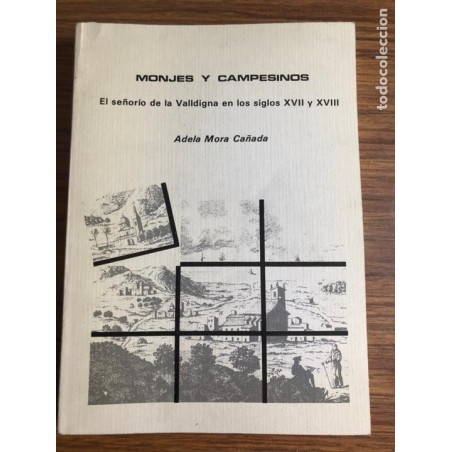 MONJES Y CAMPESINOS
El señorío de la Valldigna en los siglos XVII y XVIII
Adela Mora Cañada
todocoleccion